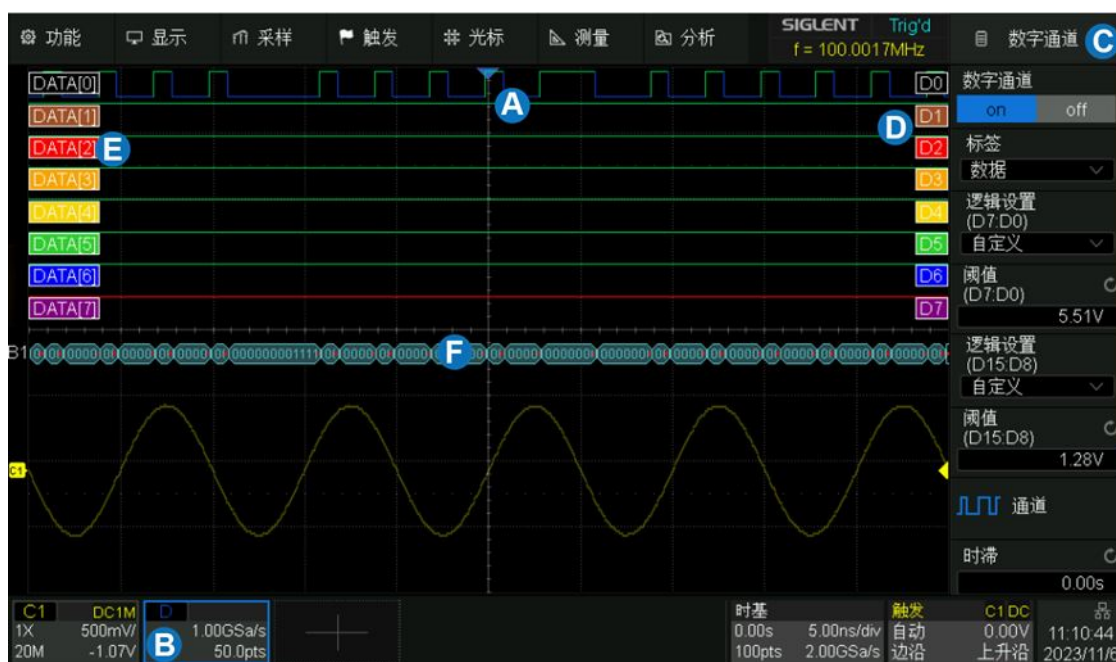 功能 显示 采样 触发 光标 测量 分析 SIGLENT Trig'd
f = 100.0017MHz
数字通道 C
DATA[0] D0
A
DATA[1] D1
D
DATA[2] E D2
DATA[3] D3
DATA[4] D4
DATA[5] D5
DATA[6] D6
DATA[7] D7
B1 F
C1
数字通道
on off
标签
数据
逻辑设置
(D7:D0)
自定义
阈值
(D7:D0)
5.51V
逻辑设置
(D15:D8)
自定义
阈值
(D15:D8)
1.28V
通道
时滞
0.00s
C1 DC1M
1X 500mV/
20M -1.07V
D
B 1.00GSa/s
50.0pts
时基
0.00s 5.00ns/div
100pts 2.00GSa/s
触发 C1 DC
自动 0.00V
边沿 上升沿
11:10:44
2023/11/6